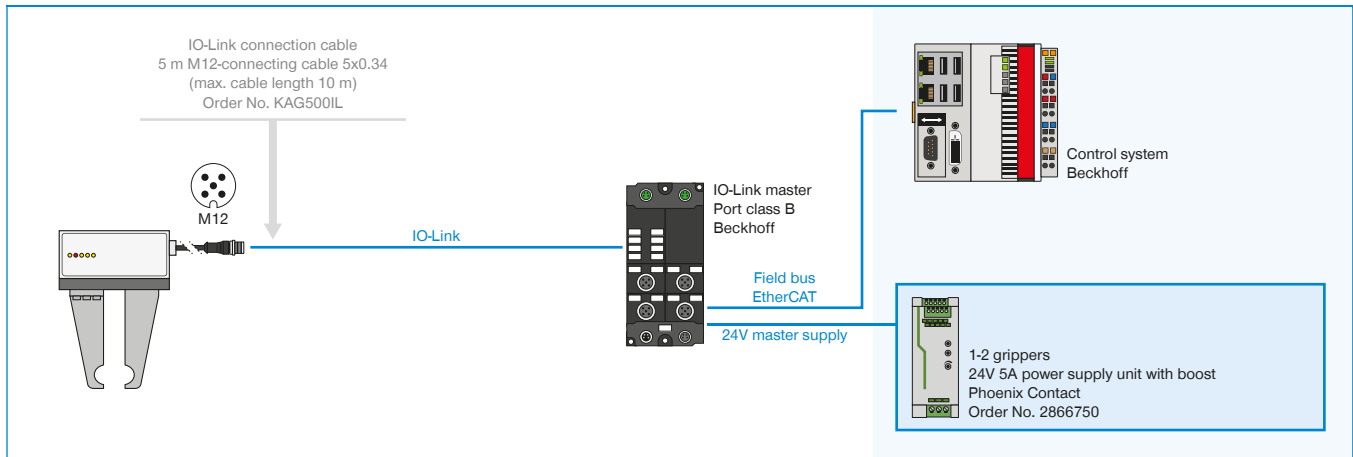 IO-Link connection cable
5 m M12-connecting cable 5x0.34
(max. cable length 10 m)
Order No. KAG500IL
M12
IO-Link
IO-Link master
Port class B
Beckhoff
Field bus
EtherCAT
24V master supply
Control system
Beckhoff
1-2 grippers
24V 5A power supply unit with boost
Phoenix Contact
Order No. 2866750